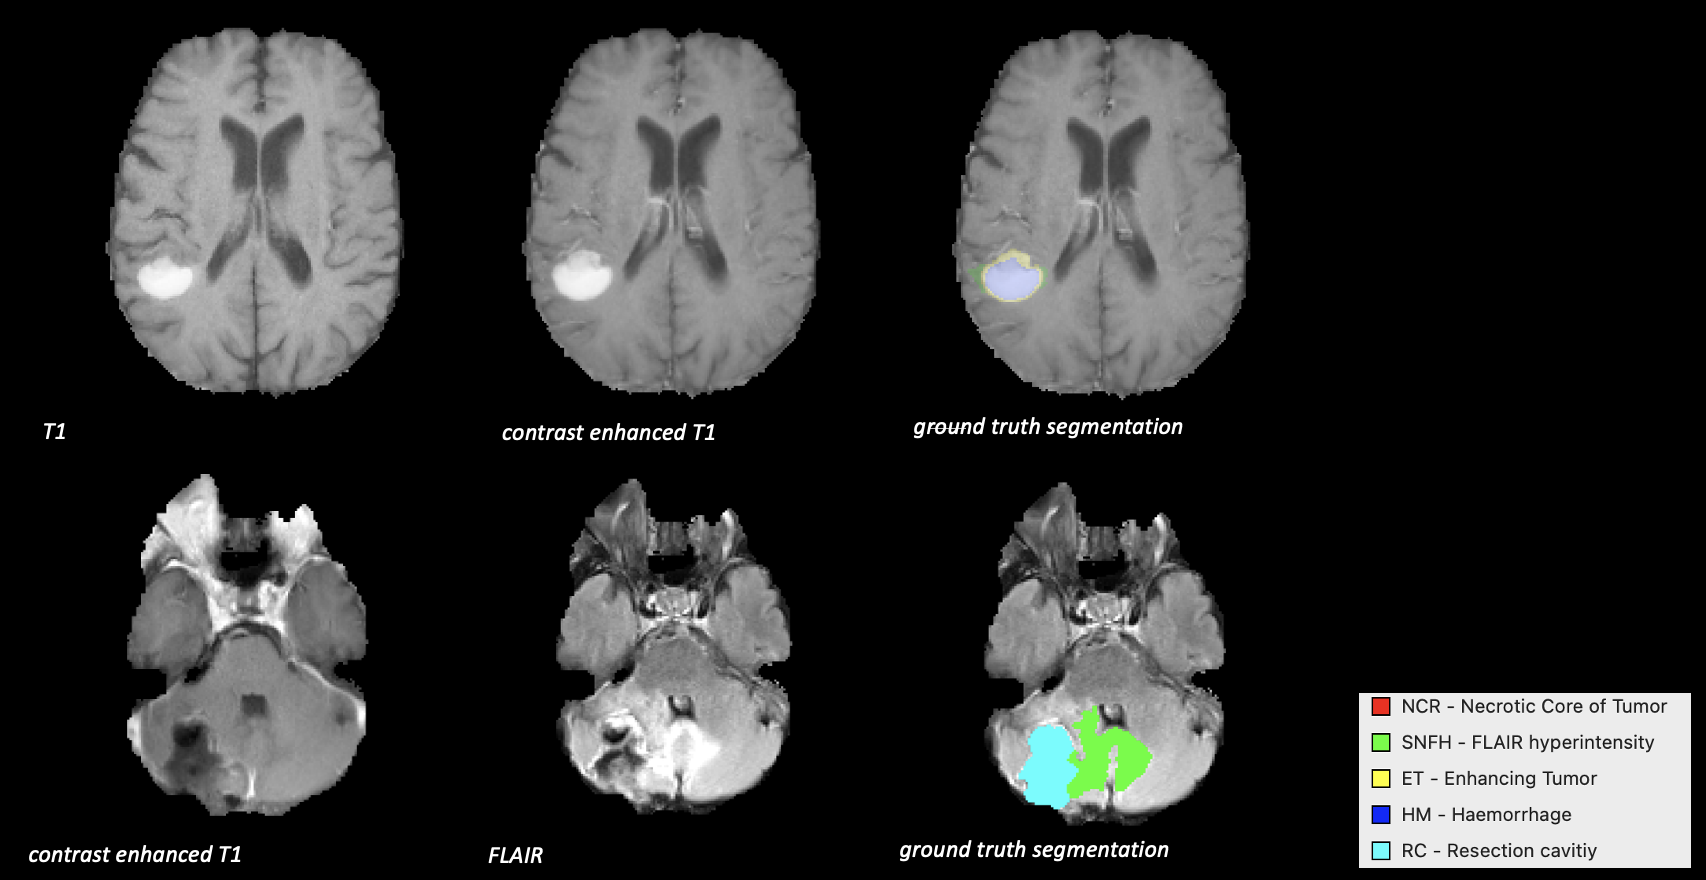 T1
contrast enhanced T1
ground truth segmentation
contrast enhanced T1
FLAIR
ground truth segmentation
NCR - Necrotic Core of Tumor
SNFH - FLAIR hyperintensity
ET - Enhancing Tumor
HM - Haemorrhage
RC - Resection cavitiy